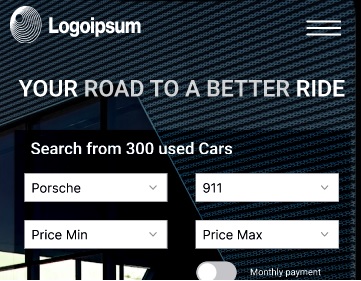 Logoipsum
YOUR ROAD TO A BETTER RIDE
Search from 300 used Cars
Porsche
911
Price Min
Price Max
Monthly payment